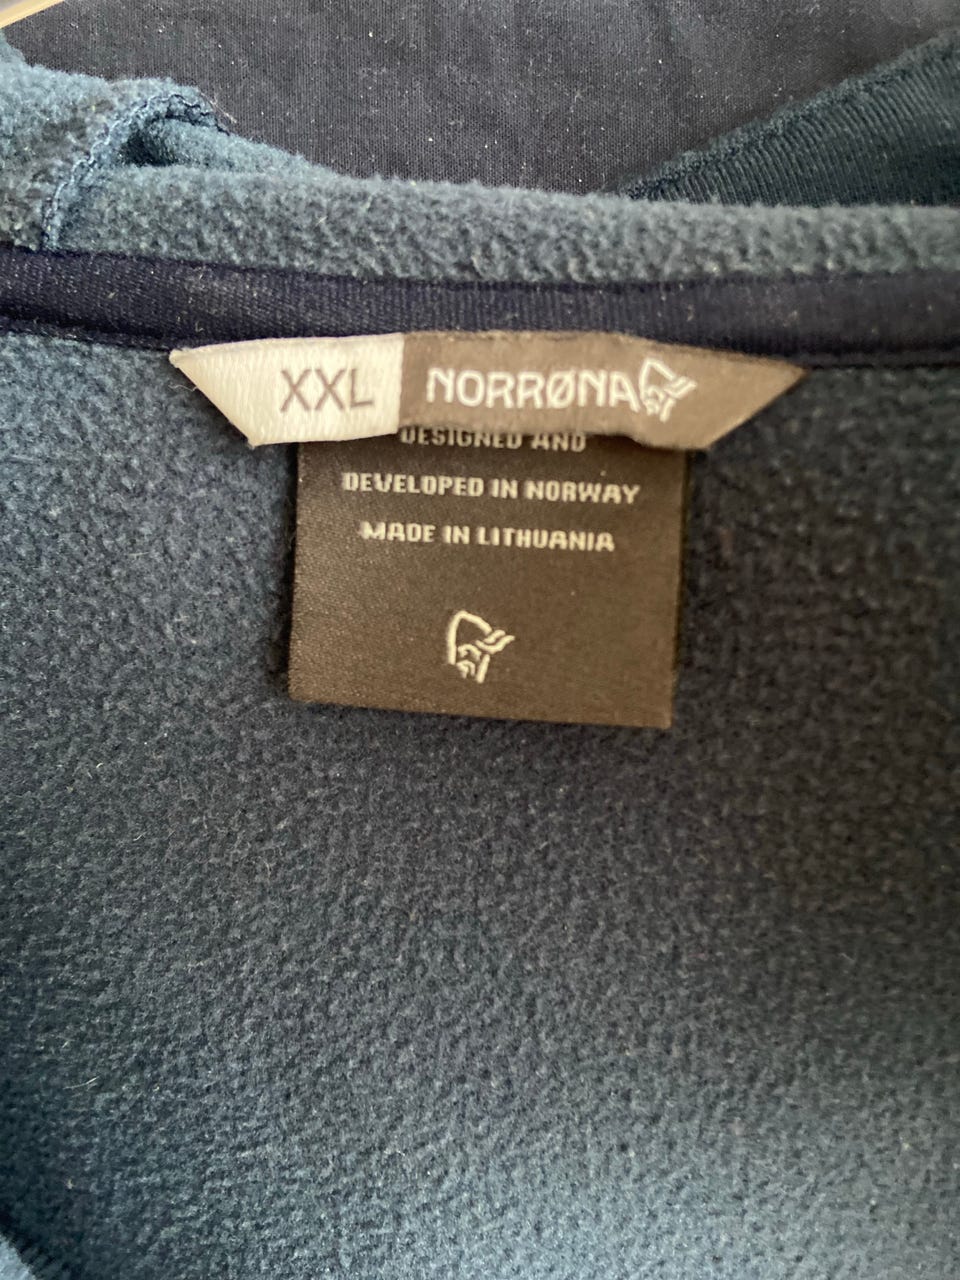 XXL NORRØNA
DESIGNED AND
DEVELOPED IN NORWAY
MADE IN LITHUANIA